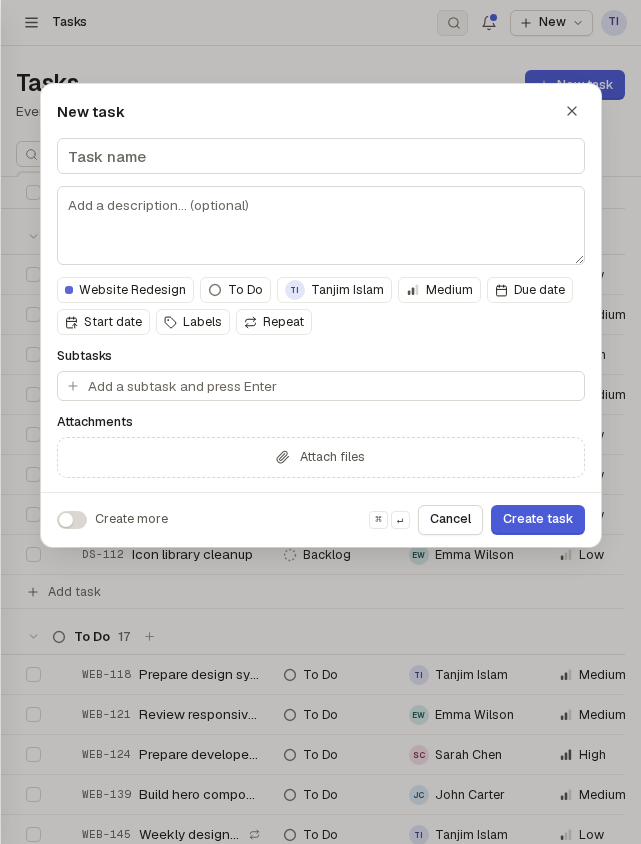 Tasks
New
TI
Tasks
New task
New task
Task name
Add a description... (optional)
Website Redesign
To Do
TI Tanjim Islam
Medium
Due date
Start date
Labels
Repeat
Subtasks
Add a subtask and press Enter
Attachments
Attach files
Create more
⌘ ↵
Cancel
Create task
DS-112 Icon library cleanup Backlog EW Emma Wilson Low
Add task
To Do 17
WEB-118 Prepare design sy... To Do TI Tanjim Islam Medium
WEB-121 Review responsiv... To Do EW Emma Wilson Medium
WEB-124 Prepare develope... To Do SC Sarah Chen High
WEB-139 Build hero compo... To Do JC John Carter Medium
WEB-145 Weekly design... To Do TI Tanjim Islam Low